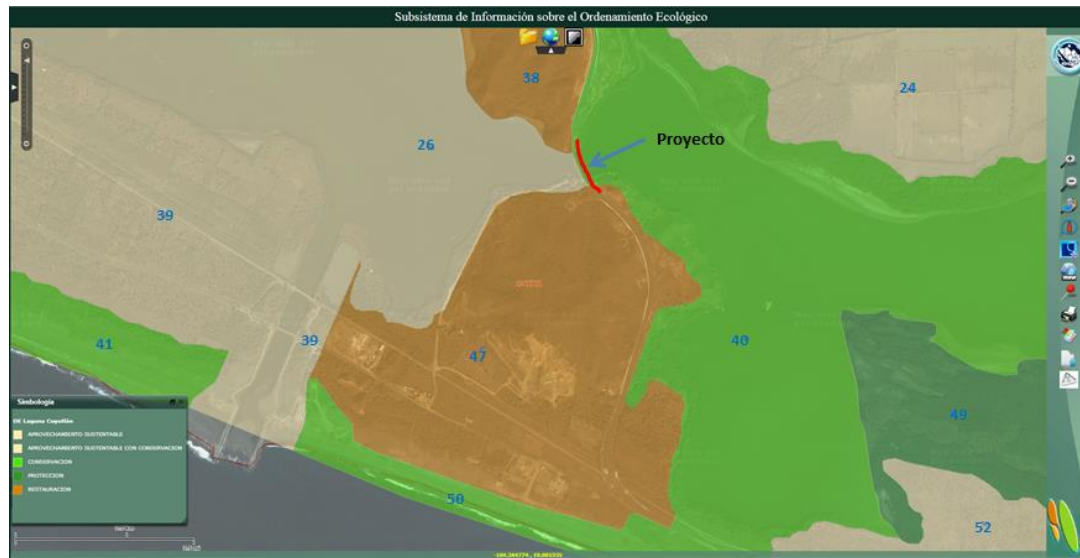 Subsistema de Información sobre el Ordenamiento Ecológico
38
24
Proyecto
26
39
41
39
47
40
49
50
52
Simbología
OE Laguna Cuyutlán
APROVECHAMIENTO SUSTENTABLE
APROVECHAMIENTO SUSTENTABLE CON CONSERVACION
CONSERVACION
PROTECCION
RESTAURACION